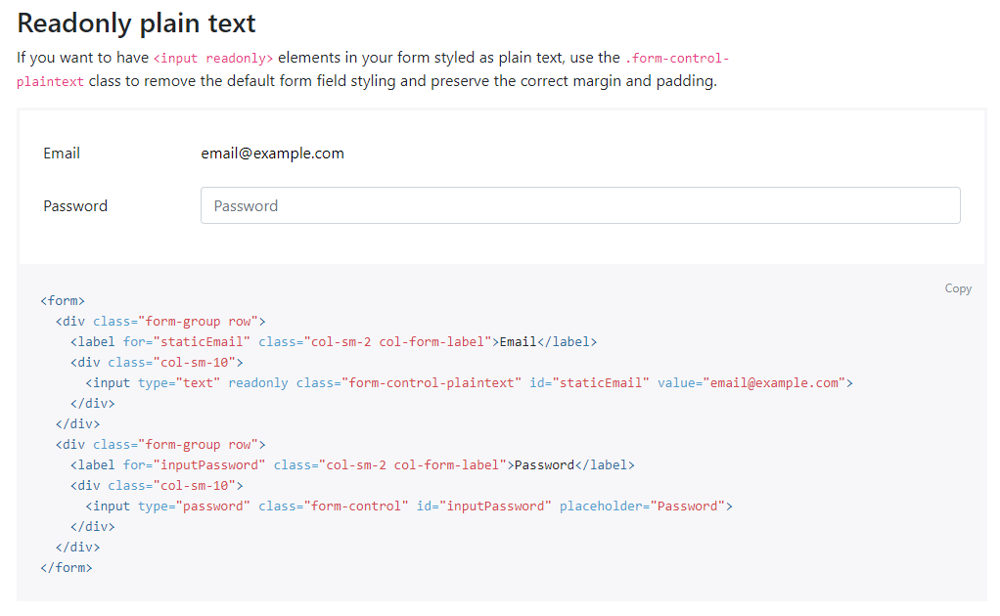 Readonly plain text
If you want to have <input readonly> elements in your form styled as plain text, use the .form-control-
plaintext class to remove the default form field styling and preserve the correct margin and padding.
Email email@example.com
Password Password
Copy
<form>
  <div class="form-group row">
    <label for="staticEmail" class="col-sm-2 col-form-label">Email</label>
    <div class="col-sm-10">
      <input type="text" readonly class="form-control-plaintext" id="staticEmail" value="email@example.com">
    </div>
  </div>
  <div class="form-group row">
    <label for="inputPassword" class="col-sm-2 col-form-label">Password</label>
    <div class="col-sm-10">
      <input type="password" class="form-control" id="inputPassword" placeholder="Password">
    </div>
  </div>
</form>